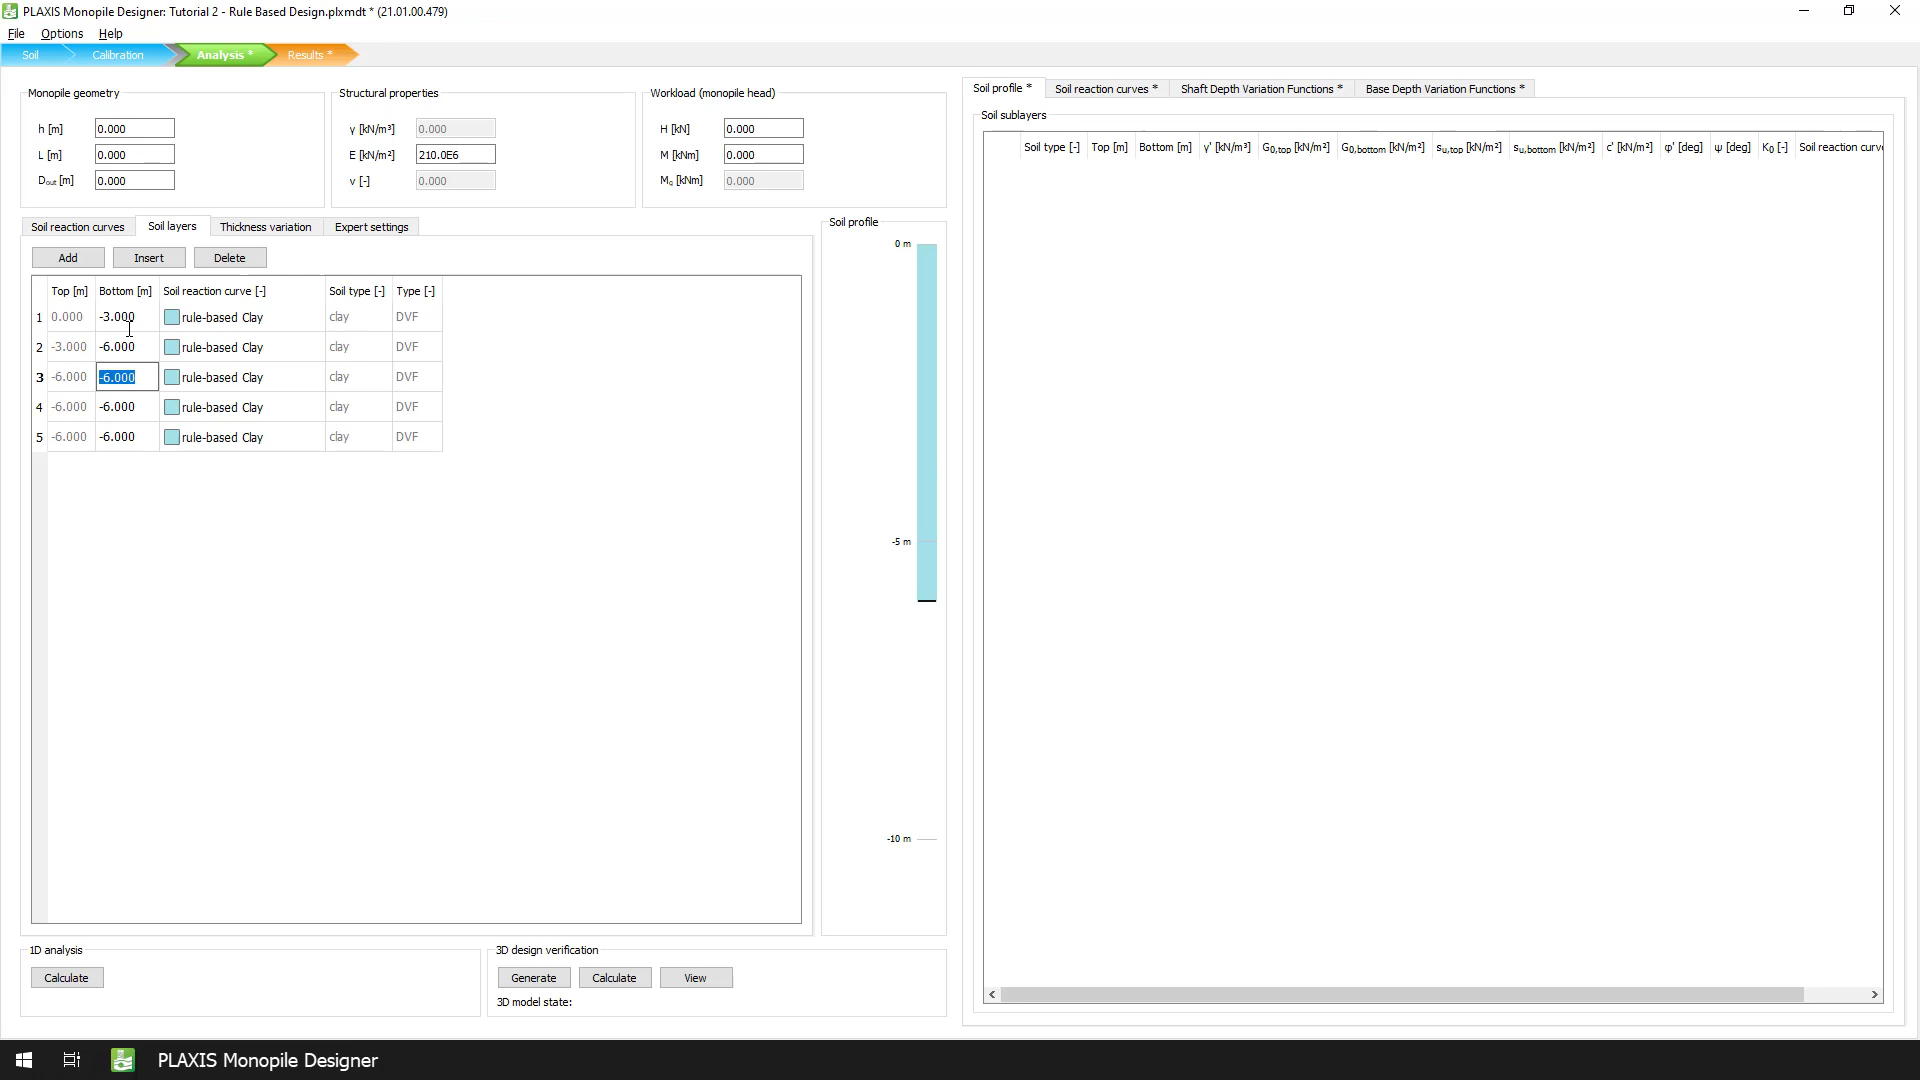 PLAXIS Monopile Designer: Tutorial 2 - Rule Based Design.plxmdt * (21.01.00.479)
File Options Help
Soil Calibration Analysis * Results *
Monopile geometry
h [m] 0.000
L [m] 0.000
Dout [m] 0.000
Structural properties
γ [kN/m³] 0.000
E [kN/m²] 210.0E6
ν [-] 0.000
Workload (monopile head)
H [kN] 0.000
M [kNm] 0.000
Mq [kNm] 0.000
Soil reaction curves Soil layers Thickness variation Expert settings
Add Insert Delete
Top [m] Bottom [m] Soil reaction curve [-] Soil type [-] Type [-]
1 0.000 -3.000 rule-based Clay clay DVF
2 -3.000 -6.000 rule-based Clay clay DVF
3 -6.000 -6.000 rule-based Clay clay DVF
4 -6.000 -6.000 rule-based Clay clay DVF
5 -6.000 -6.000 rule-based Clay clay DVF
Soil profile
0 m
-5 m
-10 m
1D analysis
Calculate
3D design verification
Generate Calculate View
3D model state:
Soil profile * Soil reaction curves * Shaft Depth Variation Functions * Base Depth Variation Functions *
Soil sublayers
Soil type [-] Top [m] Bottom [m] γ' [kN/m³] G0,top [kN/m²] G0,bottom [kN/m²] su,top [kN/m²] su,bottom [kN/m²] c' [kN/m²] φ' [deg] ψ [deg] K0 [-] Soil reaction curv
PLAXIS Monopile Designer